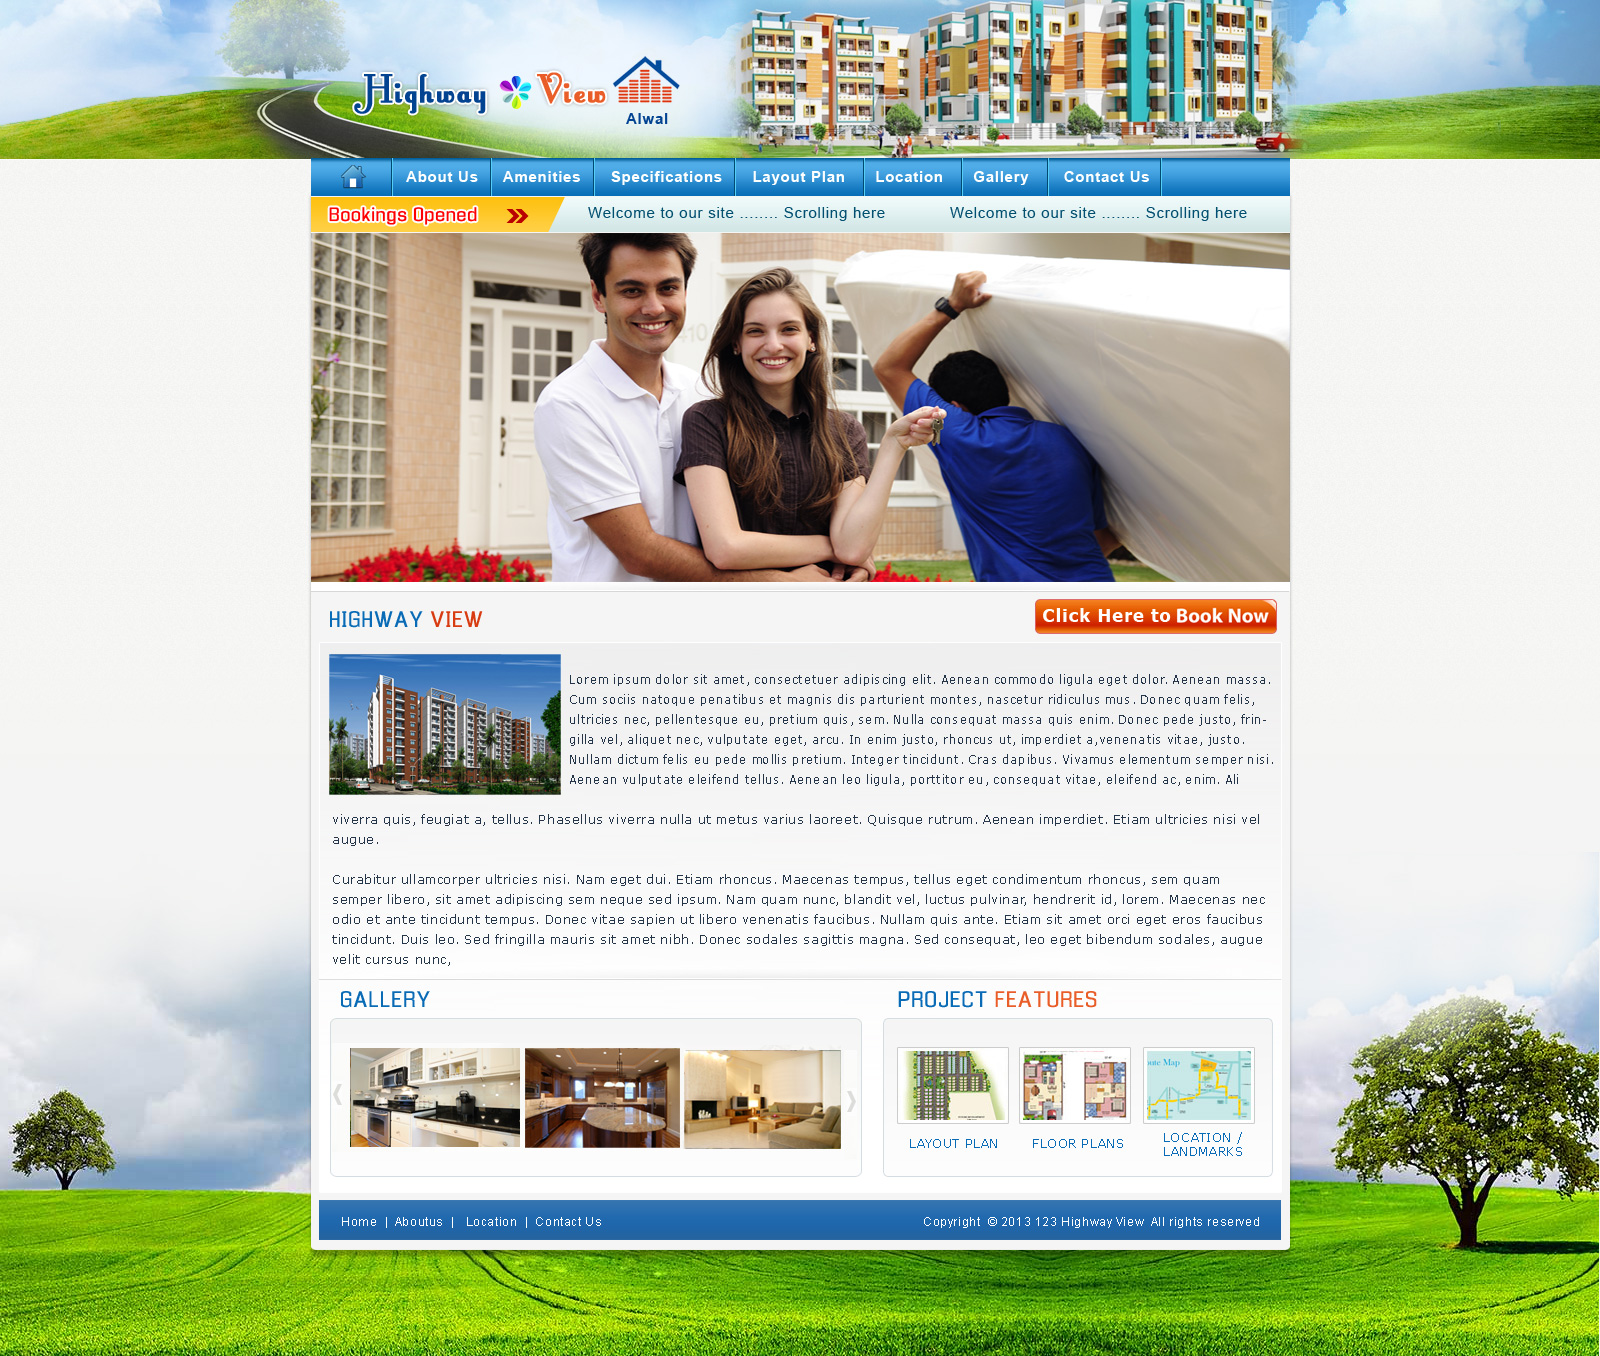 Highway View
Alwal
About Us Amenities Specifications Layout Plan Location Gallery Contact Us
Bookings Opened Welcome to our site ........ Scrolling here Welcome to our site ........ Scrolling here
10
HIGHWAY VIEW
Click Here to Book Now
Lorem ipsum dolor sit amet, consectetuer adipiscing elit. Aenean commodo ligula eget dolor. Aenean massa.
Cum sociis natoque penatibus et magnis dis parturient montes, nascetur ridiculus mus. Donec quam felis,
ultricies nec, pellentesque eu, pretium quis, sem. Nulla consequat massa quis enim. Donec pede justo, frin-
gilla vel, aliquet nec, vulputate eget, arcu. In enim justo, rhoncus ut, imperdiet a,venenatis vitae, justo.
Nullam dictum felis eu pede mollis pretium. Integer tincidunt. Cras dapibus. Vivamus elementum semper nisi.
Aenean vulputate eleifend tellus. Aenean leo ligula, porttitor eu, consequat vitae, eleifend ac, enim. Ali
viverra quis, feugiat a, tellus. Phasellus viverra nulla ut metus varius laoreet. Quisque rutrum. Aenean imperdiet. Etiam ultricies nisi vel
augue.
Curabitur ullamcorper ultricies nisi. Nam eget dui. Etiam rhoncus. Maecenas tempus, tellus eget condimentum rhoncus, sem quam
semper libero, sit amet adipiscing sem neque sed ipsum. Nam quam nunc, blandit vel, luctus pulvinar, hendrerit id, lorem. Maecenas nec
odio et ante tincidunt tempus. Donec vitae sapien ut libero venenatis faucibus. Nullam quis ante. Etiam sit amet orci eget eros faucibus
tincidunt. Duis leo. Sed fringilla mauris sit amet nibh. Donec sodales sagittis magna. Sed consequat, leo eget bibendum sodales, augue
velit cursus nunc,
GALLERY
PROJECT FEATURES
ute Map
LAYOUT PLAN
FLOOR PLANS
LOCATION /
LANDMARKS
Home | Aboutus | Location | Contact Us
Copyright © 2013 123 Highway View All rights reserved